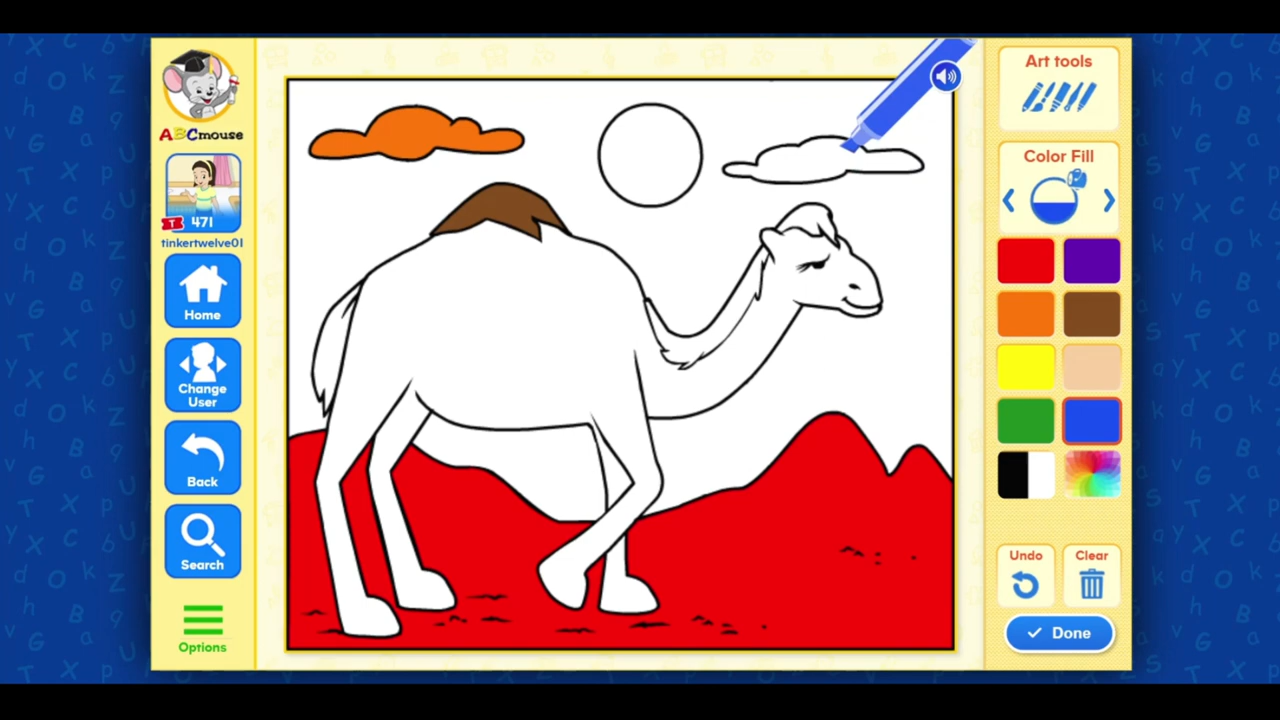 ABCmouse
T 471
tinkertwelve01
Home
Change
User
Back
Search
Options
Art tools
Color Fill
Undo
Clear
Done